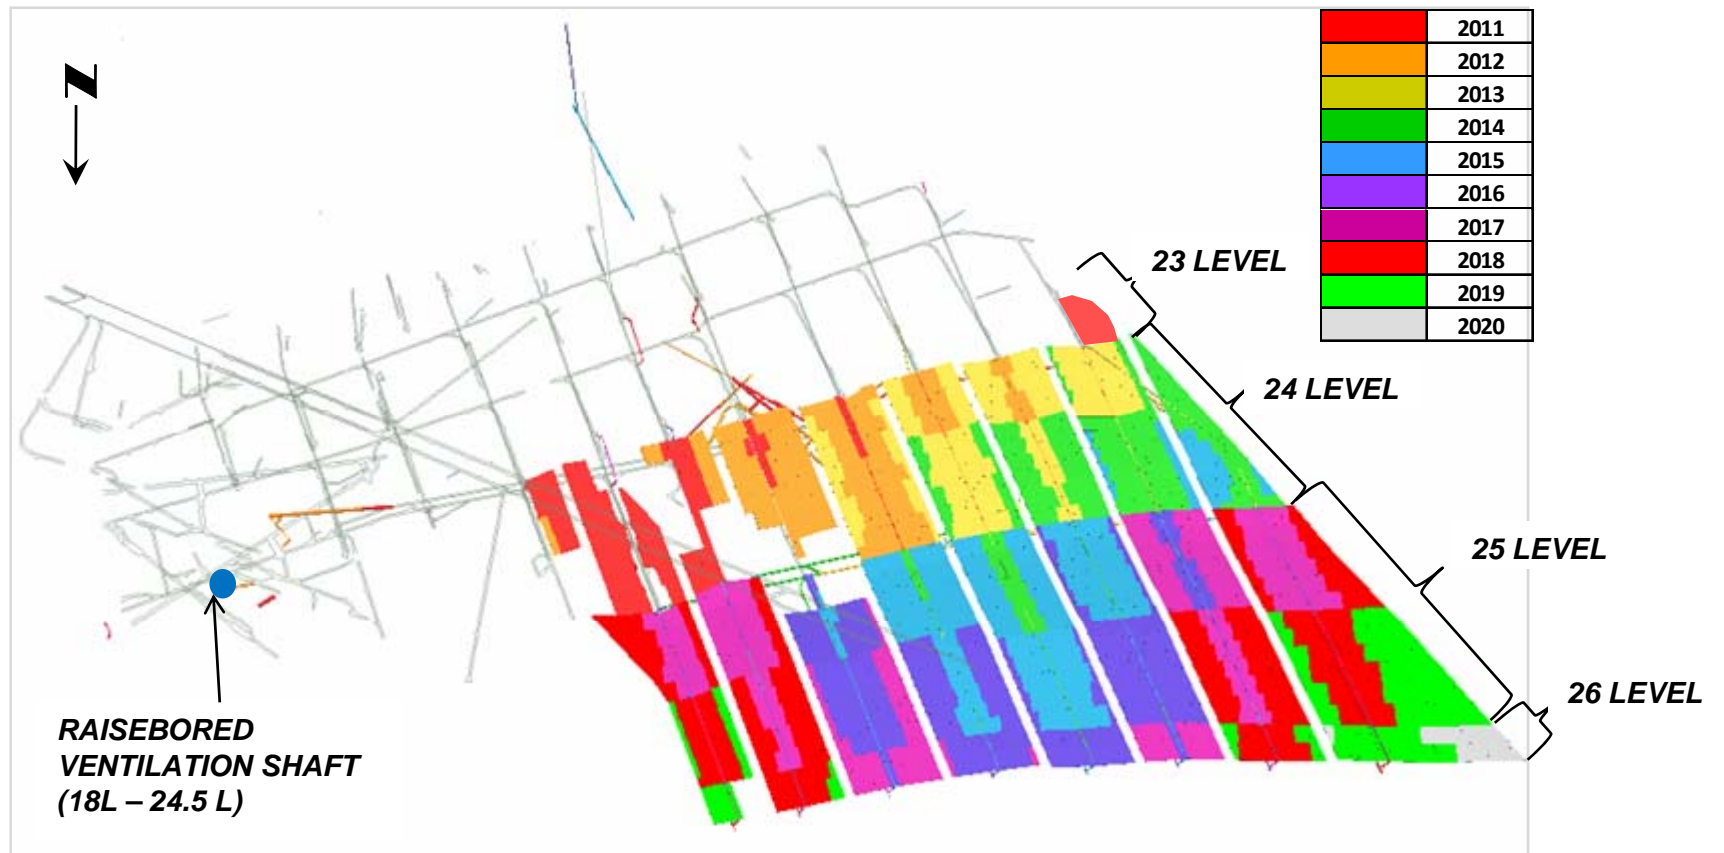 N
2011
2012
2013
2014
2015
2016
2017
2018
2019
2020
23 LEVEL
24 LEVEL
25 LEVEL
26 LEVEL
RAISEBORED
VENTILATION SHAFT
(18L – 24.5 L)